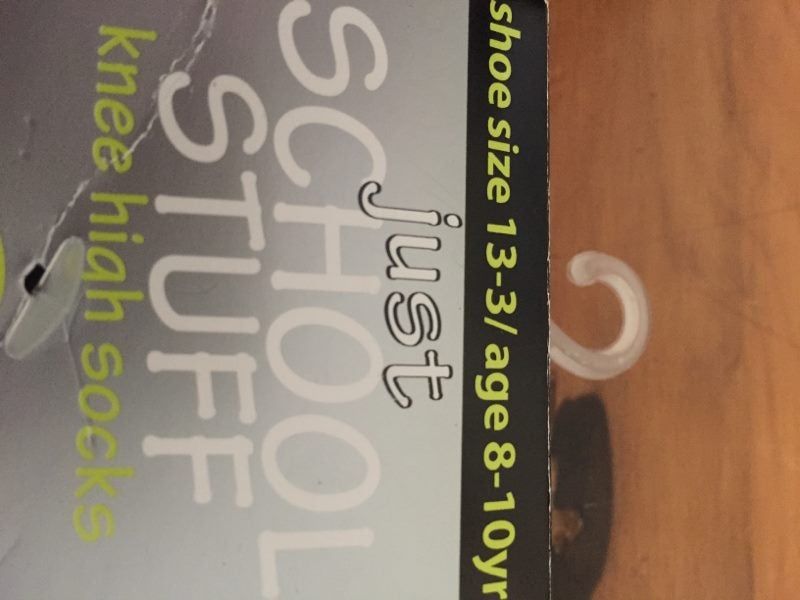 shoe size 13-3/ age 8-10yr
just
SCHOOL
STUFF
knee high socks